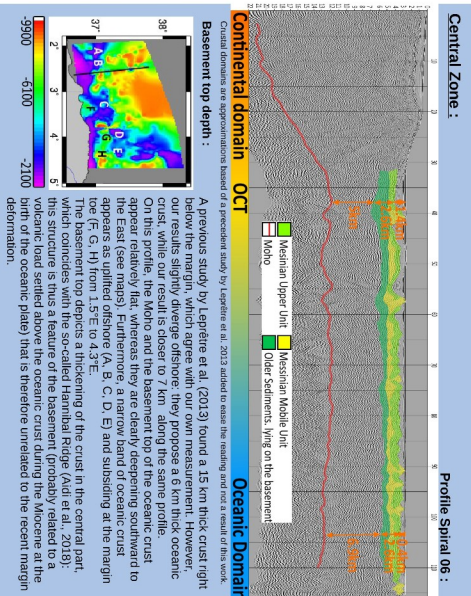 Central Zone :
Profile Spiral 06 :
Continental domain
OCT
Oceanic Domain
Crustal domains are approximations based of a precedent study by Leprêtre et al. 2013 added to ease the reading and not a result of this work.
Mesinian Upper Unit
Messinian Mobile Unit
Moho
Older Sediments. lying on the basement
Basement top depth :
37°
36°
2°
3°
4°
5°
A
B
C
D
E
F
G
H
-9900
-6100
-2100
A previous study by Leprêtre et al. (2013) found a 15 km thick crust right
below the margin, which agree with our own measurement. However,
our results slightly diverge offshore: they propose a 6 km thick oceanic
crust, while our result is closer to 7 km along the same profile.
On this profile, the Moho and the basement top of the oceanic crust
appear relatively flat, whereas they are clearly deepening southward to
the East (see maps). Furthermore, a narrow band of oceanic crust
appears as uplifted offshore (A, B, C, D, E) and subsiding at the margin
toe (F, G, H) from 1.5°E to 4.3°E.
The basement top depicts a thickening of the crust in the central part,
which coincides with the so-called Hannibal Ridge (Aïdi et al., 2018):
this structure is thus a feature of the basement (probably related to a
volcanic load settled above the oceanic crust during the Miocene at the
birth of the oceanic plate) that is therefore unrelated to the recent margin
deformation.